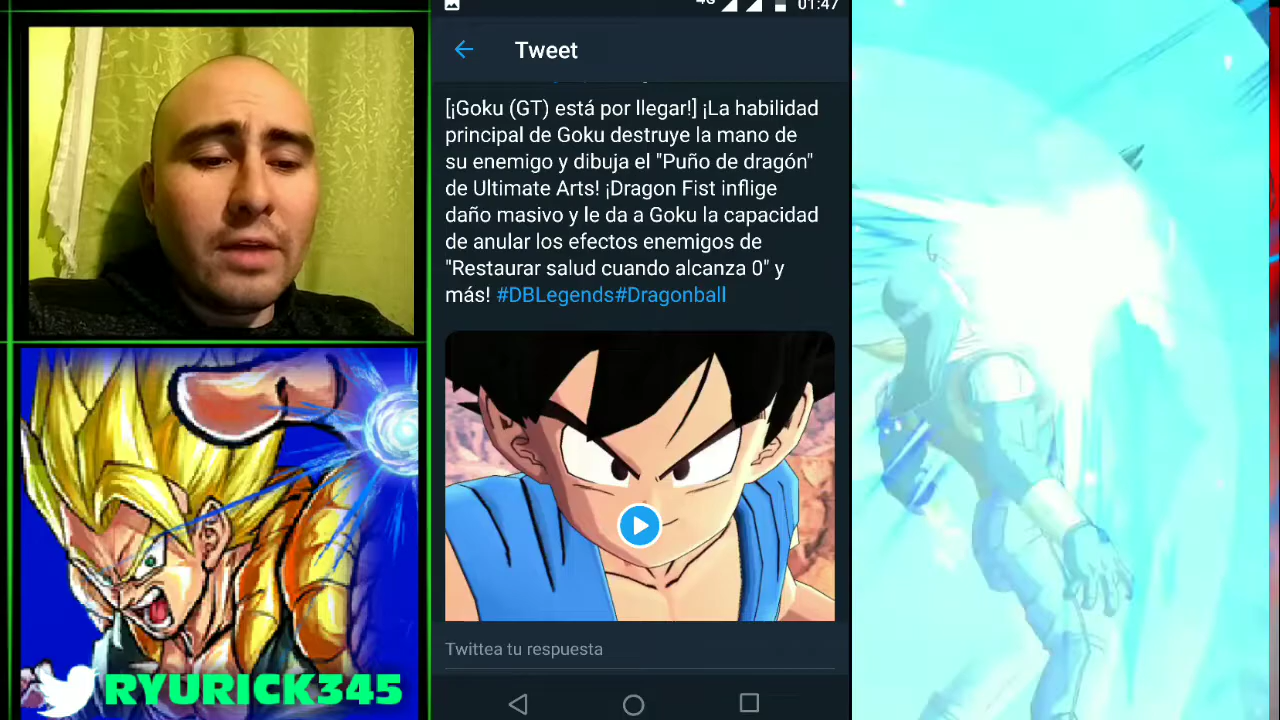 4G 01:47
Tweet
[¡Goku (GT) está por llegar!] ¡La habilidad
principal de Goku destruye la mano de
su enemigo y dibuja el "Puño de dragón"
de Ultimate Arts! ¡Dragon Fist inflige
daño masivo y le da a Goku la capacidad
de anular los efectos enemigos de
"Restaurar salud cuando alcanza 0" y
más! #DBLegends#Dragonball
Twittea tu respuesta
RYURICK345